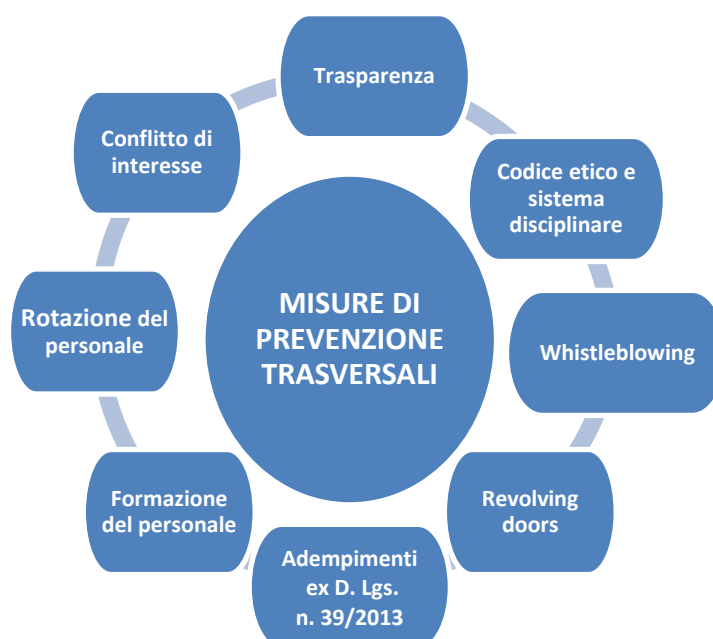 Trasparenza
Codice etico e
sistema
disciplinare
Whistleblowing
Revolving
doors
Adempimenti
ex D. Lgs.
n. 39/2013
Formazione
del personale
Rotazione del
personale
Conflitto di
interesse
MISURE DI
PREVENZIONE
TRASVERSALI